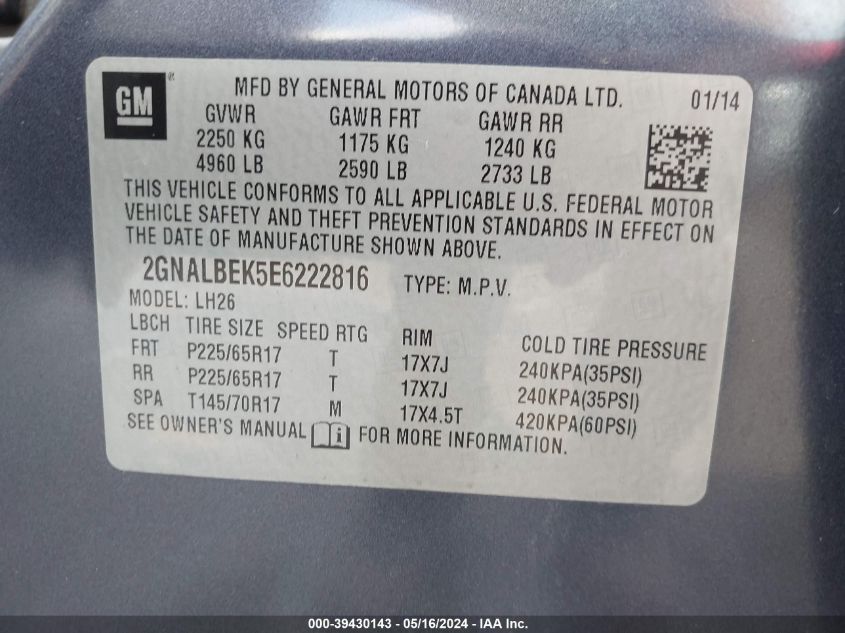 GM ®
MFD BY GENERAL MOTORS OF CANADA LTD. 01/14
GVWR GAWR FRT GAWR RR
2250 KG 1175 KG 1240 KG
4960 LB 2590 LB 2733 LB
THIS VEHICLE CONFORMS TO ALL APPLICABLE U.S. FEDERAL MOTOR
VEHICLE SAFETY AND THEFT PREVENTION STANDARDS IN EFFECT ON
THE DATE OF MANUFACTURE SHOWN ABOVE.
2GNALBEK5E6222816 TYPE: M.P.V.
MODEL: LH26
LBCH TIRE SIZE SPEED RTG RIM COLD TIRE PRESSURE
FRT P225/65R17 T 17X7J 240KPA(35PSI)
RR P225/65R17 T 17X7J 240KPA(35PSI)
SPA T145/70R17 M 17X4.5T 420KPA(60PSI)
SEE OWNER'S MANUAL i FOR MORE INFORMATION.
000-39430143 - 05/16/2024 - IAA Inc.